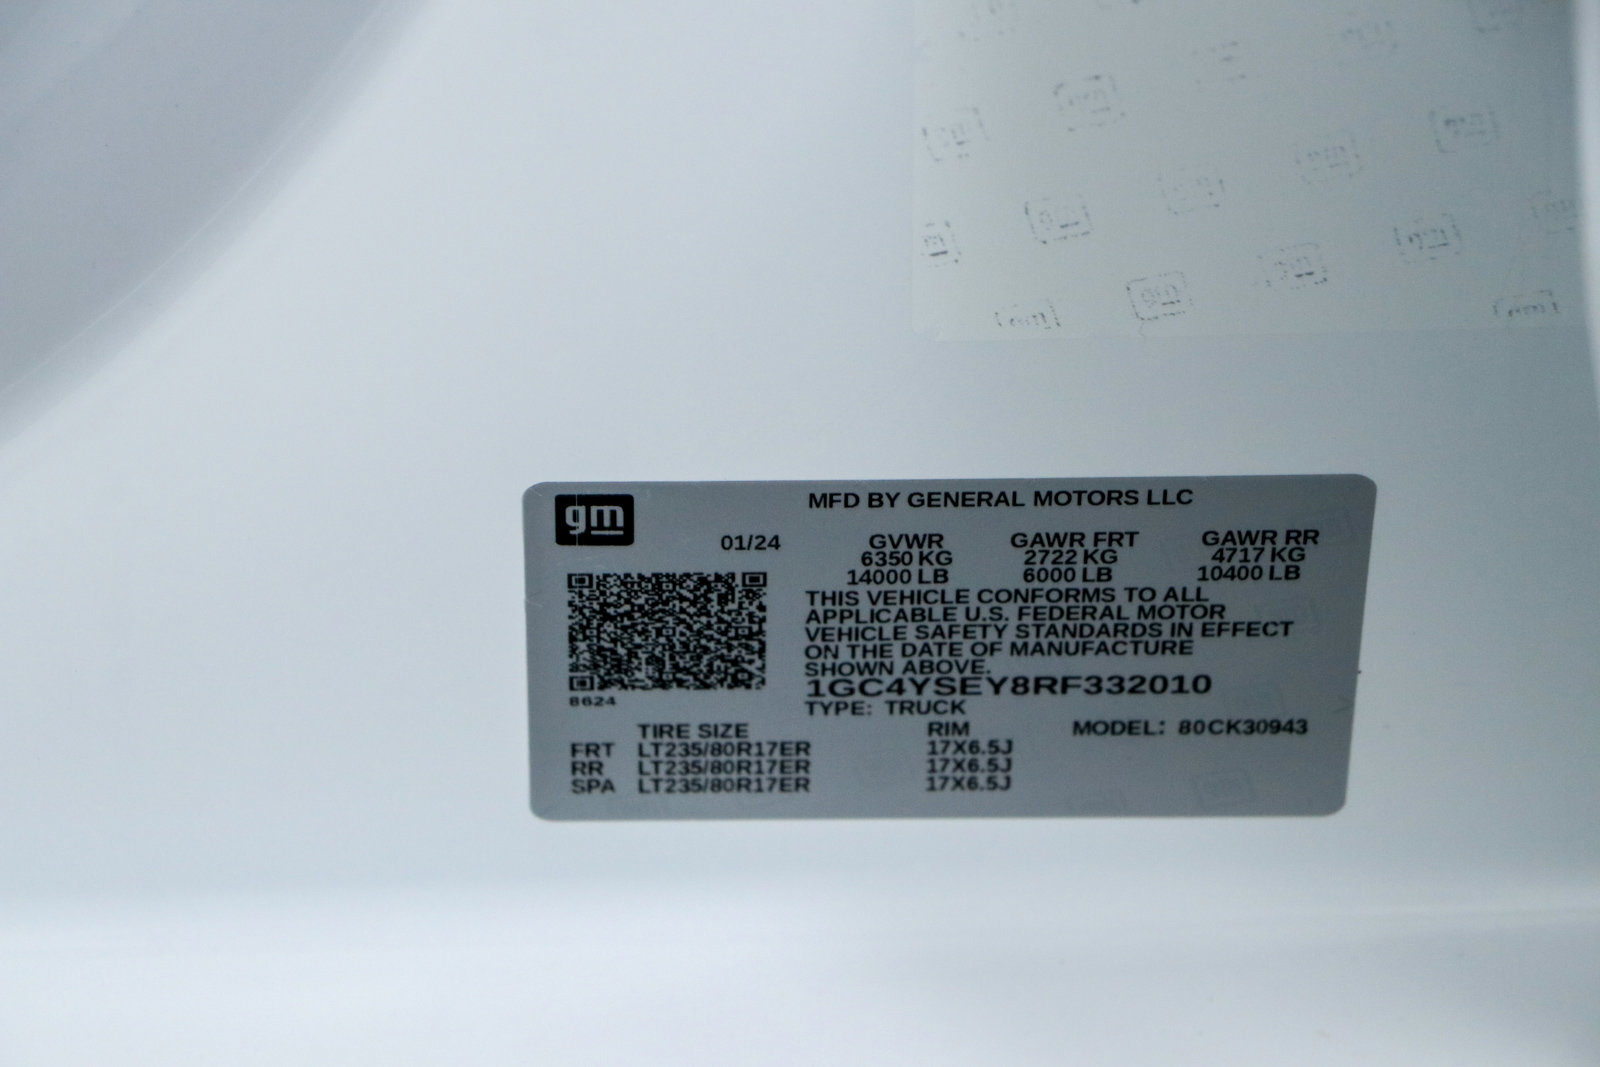 gm
MFD BY GENERAL MOTORS LLC
01/24
GVWR GAWR FRT GAWR RR
6350 KG 2722 KG 4717 KG
14000 LB 6000 LB 10400 LB
THIS VEHICLE CONFORMS TO ALL
APPLICABLE U.S. FEDERAL MOTOR
VEHICLE SAFETY STANDARDS IN EFFECT
ON THE DATE OF MANUFACTURE
SHOWN ABOVE.
1GC4YSEY8RF332010
8624
TYPE: TRUCK
TIRE SIZE RIM MODEL: 80CK30943
FRT LT235/80R17ER 17X6.5J
RR LT235/80R17ER 17X6.5J
SPA LT235/80R17ER 17X6.5J